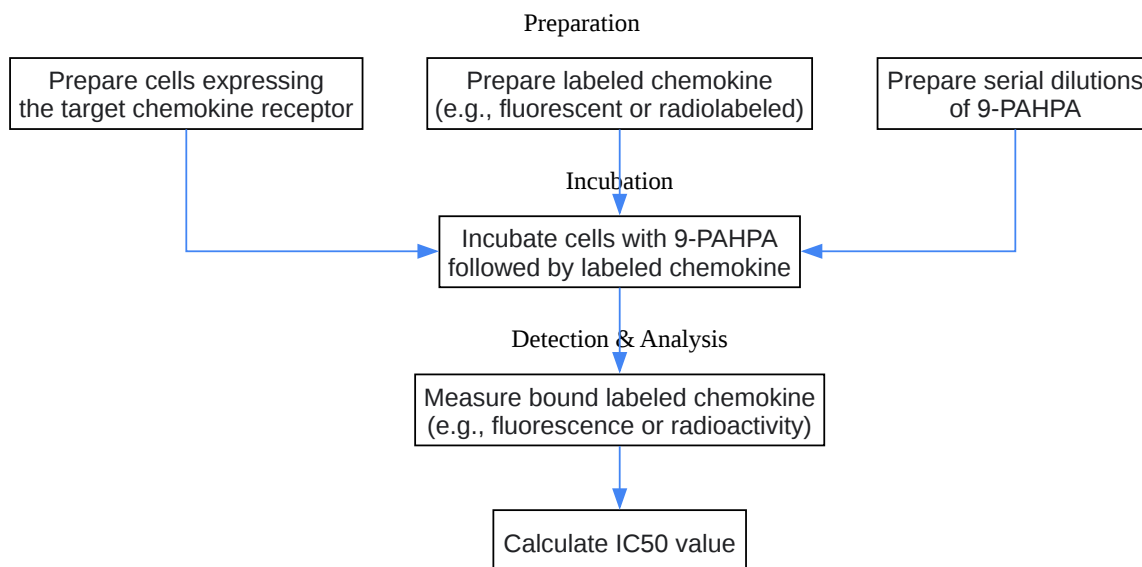 Preparation
Prepare cells expressing
the target chemokine receptor
Prepare labeled chemokine
(e.g., fluorescent or radiolabeled)
Prepare serial dilutions
of 9-PAHPA
Incubation
Incubate cells with 9-PAHPA
followed by labeled chemokine
Detection & Analysis
Measure bound labeled chemokine
(e.g., fluorescence or radioactivity)
Calculate IC50 value